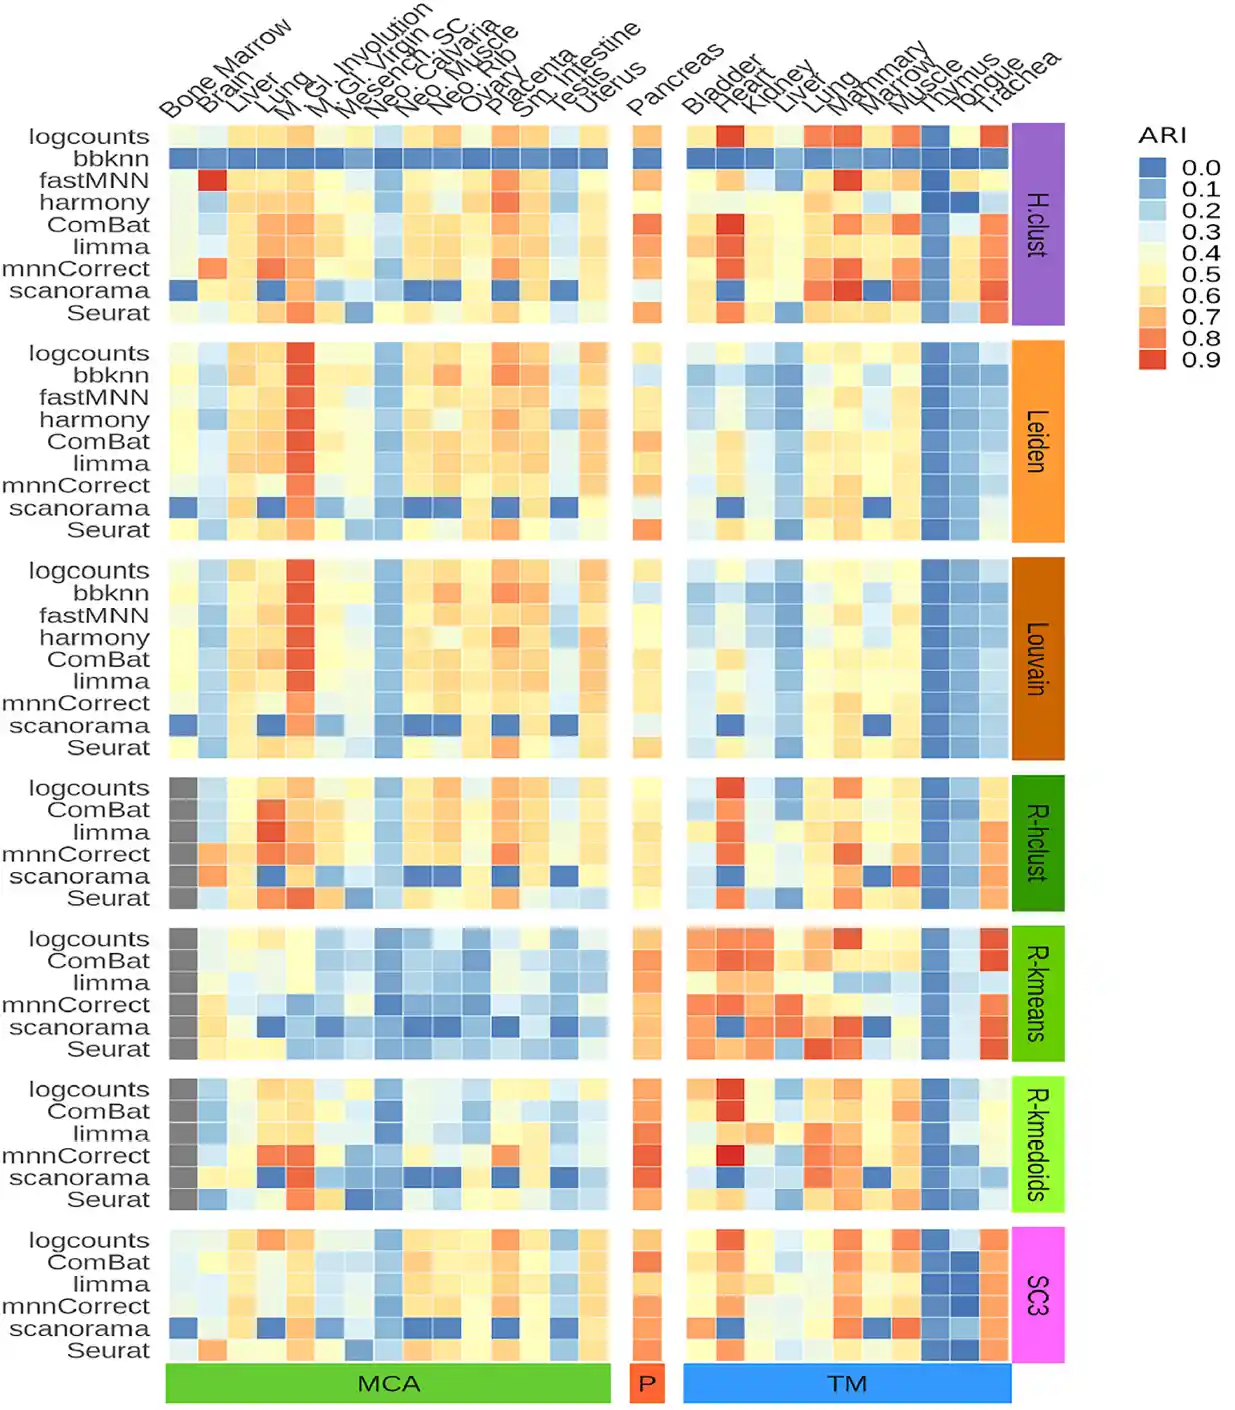 Bone Marrow
Brain
Liver
Lung
M. Gl. Involution
M. Gl. Virgin
Mesench. SC
Neo. Calvaria
Neo. Muscle
Neo. Rib
Ovary
Placenta
Sm. Intestine
Testis
Uterus
Pancreas
Bladder
Heart
Kidney
Liver
Lung
Mammary
Marrow
Muscle
Thymus
Tongue
Trachea
logcounts
bbknn
fastMNN
harmony
ComBat
limma
mnnCorrect
scanorama
Seurat
H.clust
logcounts
bbknn
fastMNN
harmony
ComBat
limma
mnnCorrect
scanorama
Seurat
Leiden
logcounts
bbknn
fastMNN
harmony
ComBat
limma
mnnCorrect
scanorama
Seurat
Louvain
logcounts
ComBat
limma
mnnCorrect
scanorama
Seurat
R-hclust
logcounts
ComBat
limma
mnnCorrect
scanorama
Seurat
R-kmeans
logcounts
ComBat
limma
mnnCorrect
scanorama
Seurat
R-kmedoids
logcounts
ComBat
limma
mnnCorrect
scanorama
Seurat
SC3
MCA
P
TM
ARI
0.0
0.1
0.2
0.3
0.4
0.5
0.6
0.7
0.8
0.9